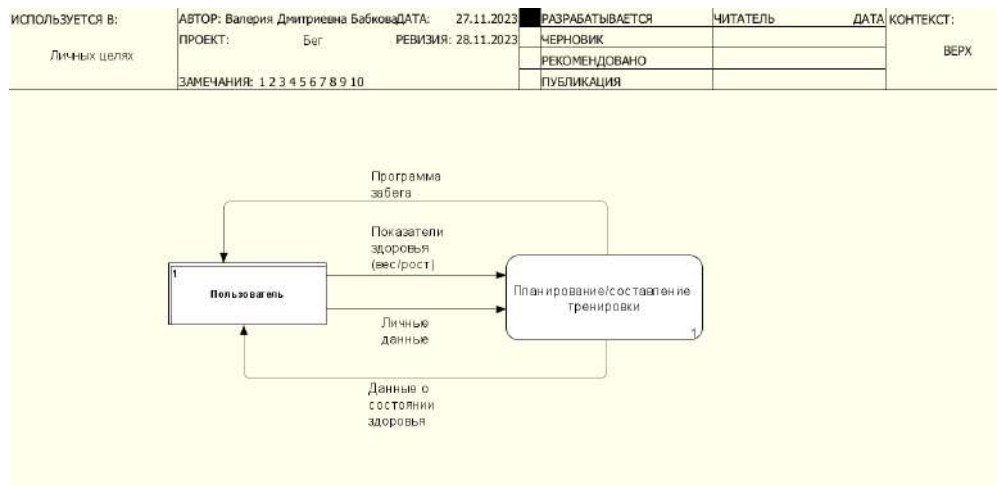 ИСПОЛЬЗУЕТСЯ В:
Личных целях
АВТОР: Валерия Дмитриевна Бабкова
ДАТА: 27.11.2023
ПРОЕКТ: Бег
РЕВИЗИЯ: 28.11.2023
ЗАМЕЧАНИЯ: 1 2 3 4 5 6 7 8 9 10
РАЗРАБАТЫВАЕТСЯ
ЧЕРНОВИК
РЕКОМЕНДОВАНО
ПУБЛИКАЦИЯ
ЧИТАТЕЛЬ
ДАТА
КОНТЕКСТ:
ВЕРХ
Программа
забега
Показатели
здоровья
(вес/рост)
1
Пользователь
Планирование/составление
тренировки
1
Личные
данные
Данные о
состоянии
здоровья